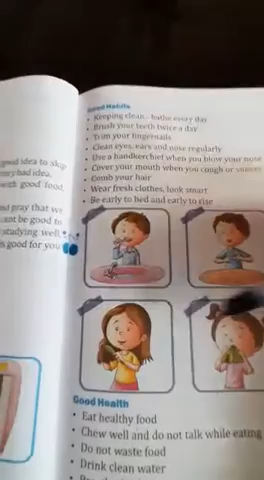 good idea to skip
very bad idea.
with good food
and pray that we
ant be good to
studying well,
is good for you
Good Habits
• Keeping clean - bathe every day
• Brush your teeth twice a day
• Trim your fingernails
• Clean eyes, ears and nose regularly
• Use a handkerchief when you blow your nose
• Cover your mouth when you cough or sneeze
• Comb your hair
• Wear fresh clothes, look smart
• Be early to bed and early to rise
Good Health
• Eat healthy food
• Chew well and do not talk while eating
• Do not waste food
• Drink clean water